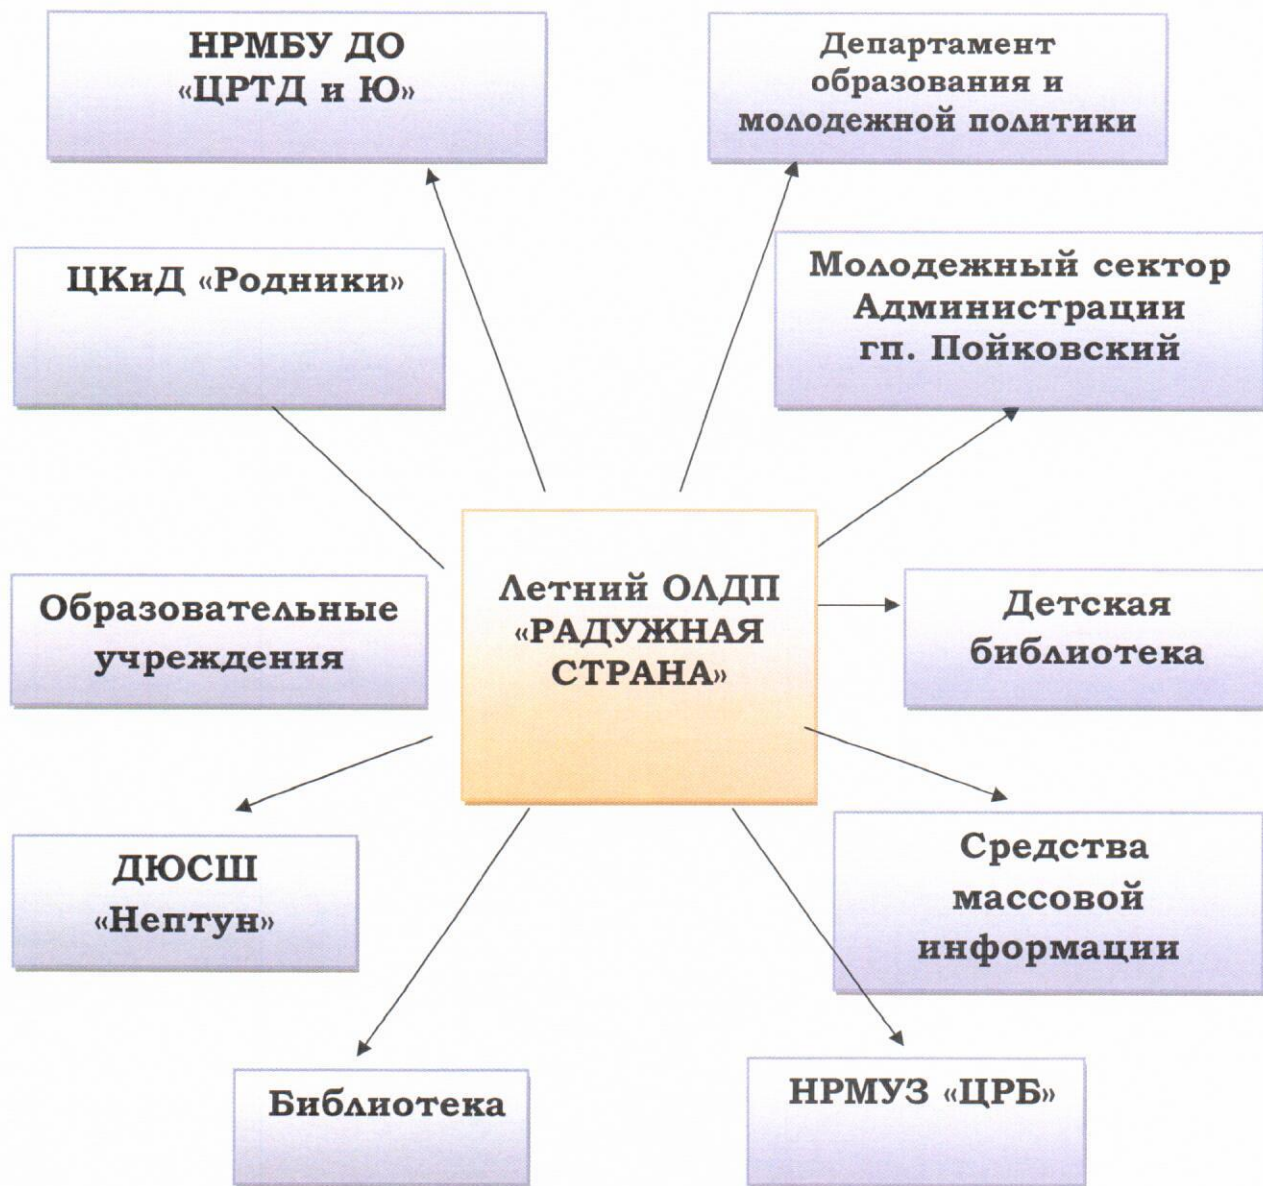 НРМБУ ДО
«ЦРТД и Ю»
Департамент
образования и
молодежной политики
ЦКиД «Родники»
Молодежный сектор
Администрации
гп. Пойковский
Образовательные
учреждения
Летний ОЛДП
«РАДУЖНАЯ
СТРАНА»
Детская
библиотека
ДЮСШ
«Нептун»
Средства
массовой
информации
Библиотека
НРМУЗ «ЦРБ»